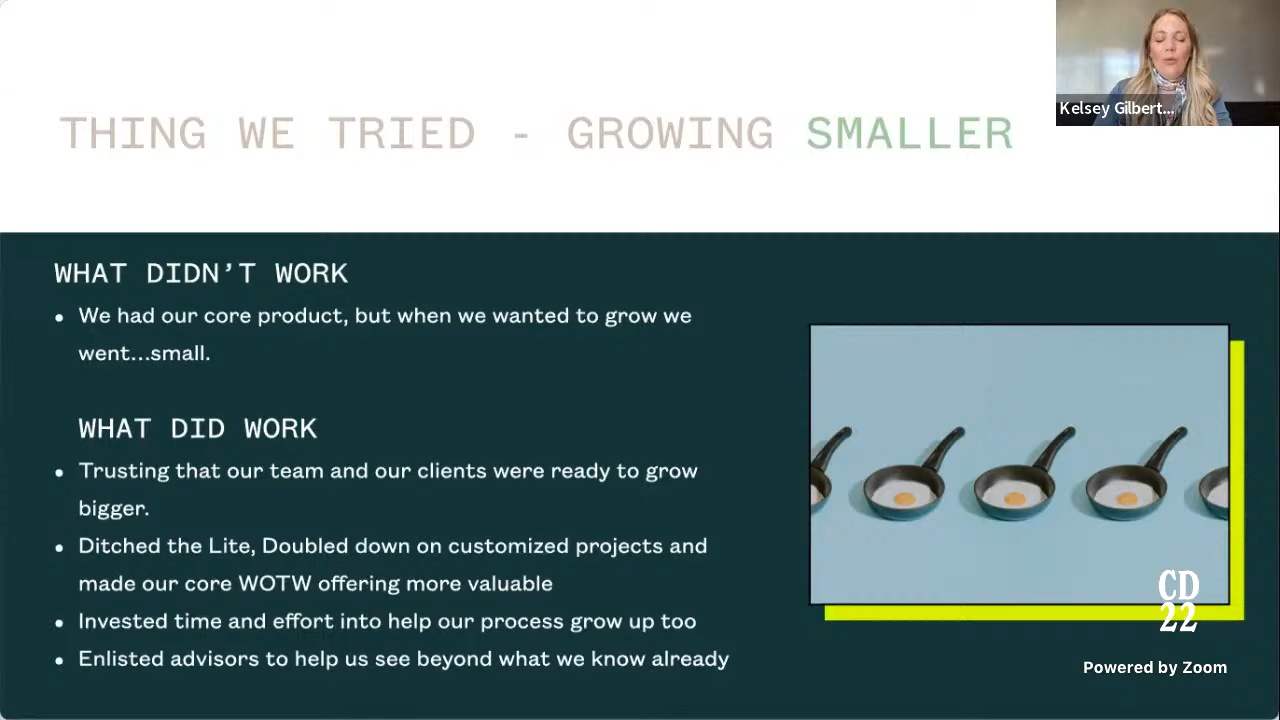 Kelsey Gilbert...
THING WE TRIED - GROWING SMALLER
WHAT DIDN'T WORK
• We had our core product, but when we wanted to grow we
went...small.
WHAT DID WORK
• Trusting that our team and our clients were ready to grow
bigger.
• Ditched the Lite, Doubled down on customized projects and
made our core WOTW offering more valuable
• Invested time and effort into help our process grow up too
• Enlisted advisors to help us see beyond what we know already
CD
22
Powered by Zoom